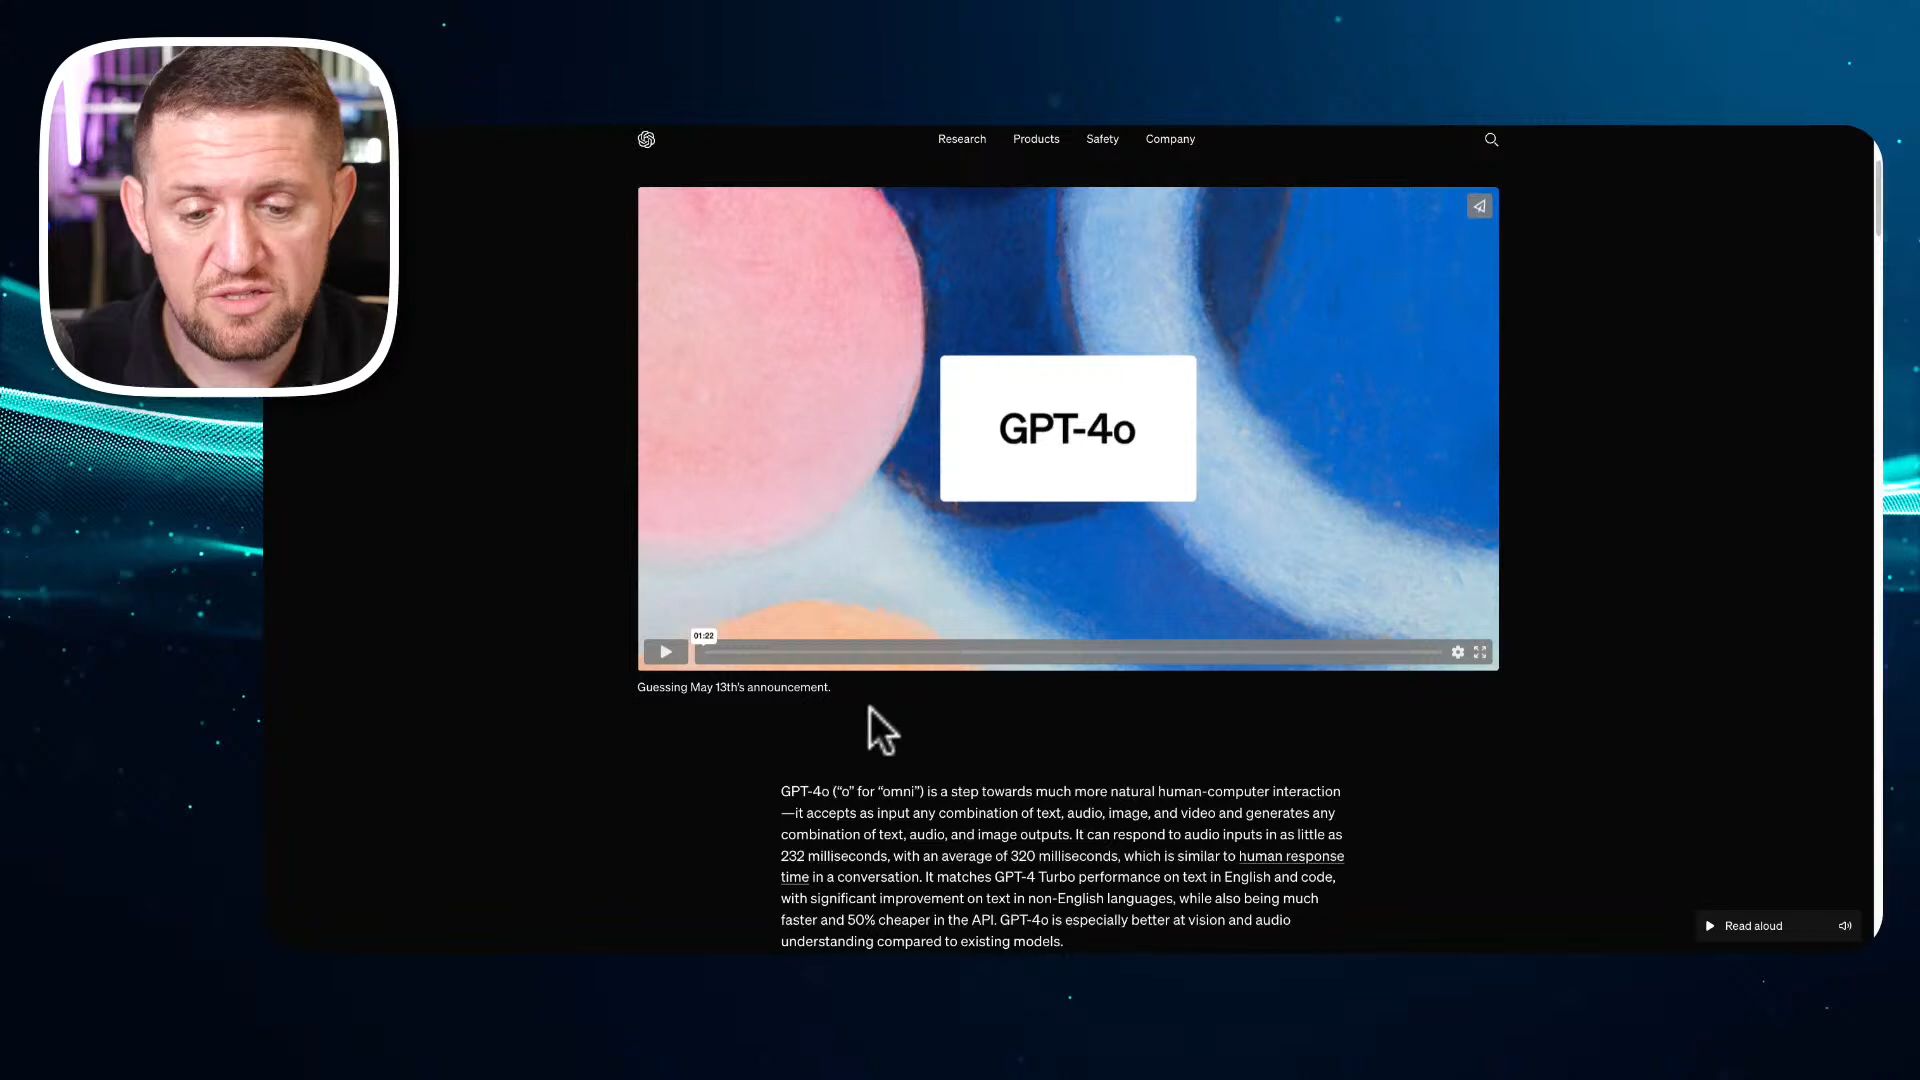 Research Products Safety Company
GPT-4o
01:22
Guessing May 13th's announcement.
GPT-4o (“o” for “omni”) is a step towards much more natural human-computer interaction
—it accepts as input any combination of text, audio, image, and video and generates any
combination of text, audio, and image outputs. It can respond to audio inputs in as little as
232 milliseconds, with an average of 320 milliseconds, which is similar to human response
time in a conversation. It matches GPT-4 Turbo performance on text in English and code,
with significant improvement on text in non-English languages, while also being much
faster and 50% cheaper in the API. GPT-4o is especially better at vision and audio
understanding compared to existing models.
Read aloud